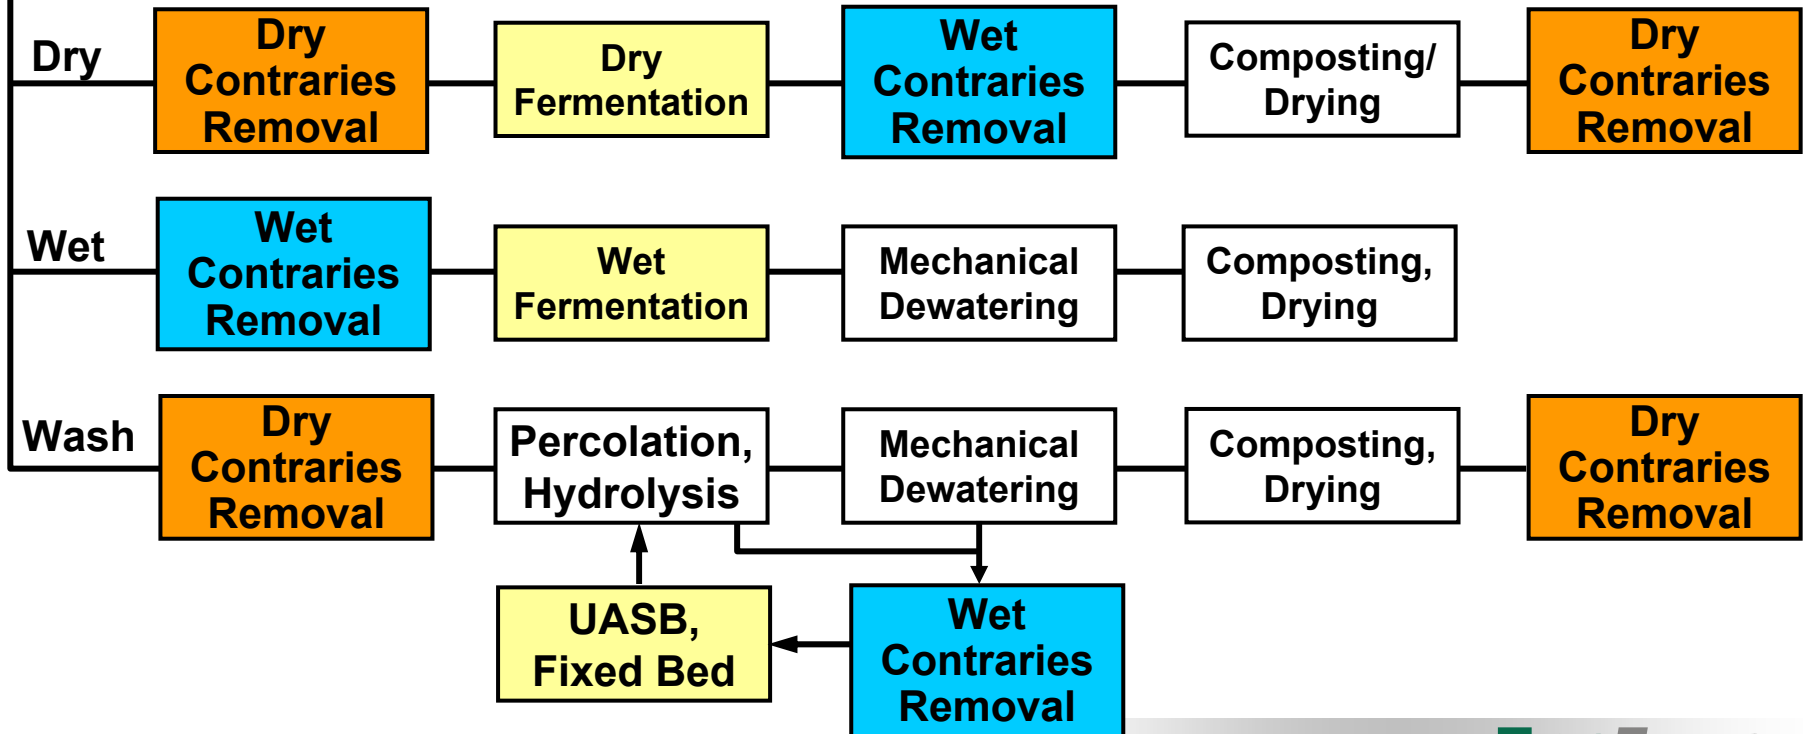 Dry
Dry
Contraries
Removal
Dry
Fermentation
Wet
Contraries
Removal
Composting/
Drying
Dry
Contraries
Removal
Wet
Wet
Contraries
Removal
Wet
Fermentation
Mechanical
Dewatering
Composting,
Drying
Wash
Dry
Contraries
Removal
Percolation,
Hydrolysis
Mechanical
Dewatering
Composting,
Drying
Dry
Contraries
Removal
UASB,
Fixed Bed
Wet
Contraries
Removal